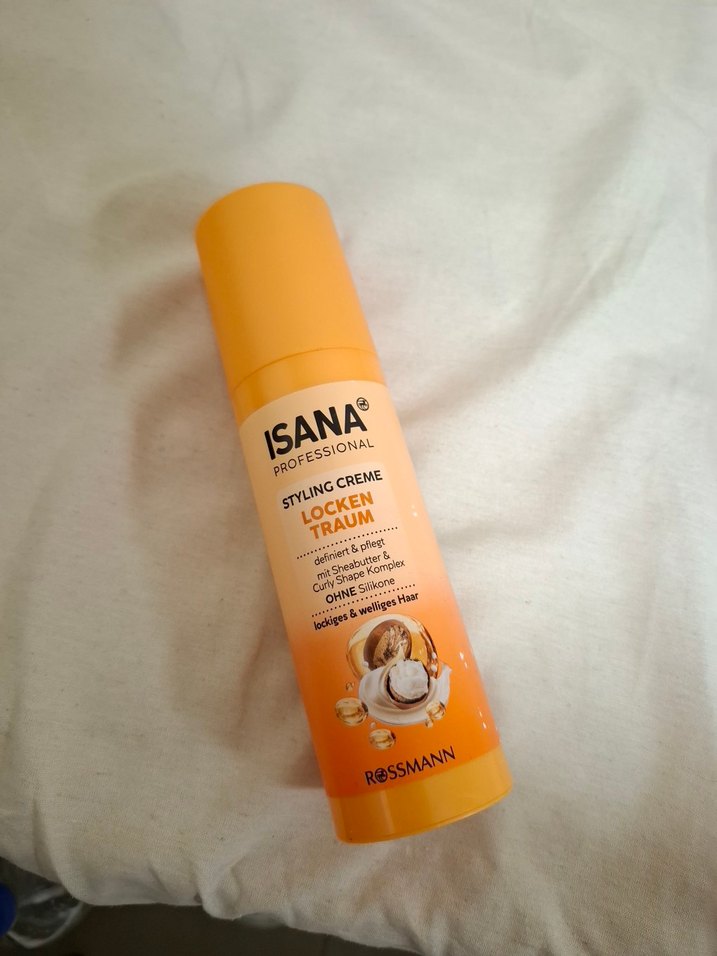 ISANA
PROFESSIONAL
STYLING CREME
LOCKEN
TRAUM
definiert & pflegt
mit Sheabutter &
Curly Shape Komplex
OHNE Silikone
lockiges & welliges Haar
ROSSMANN